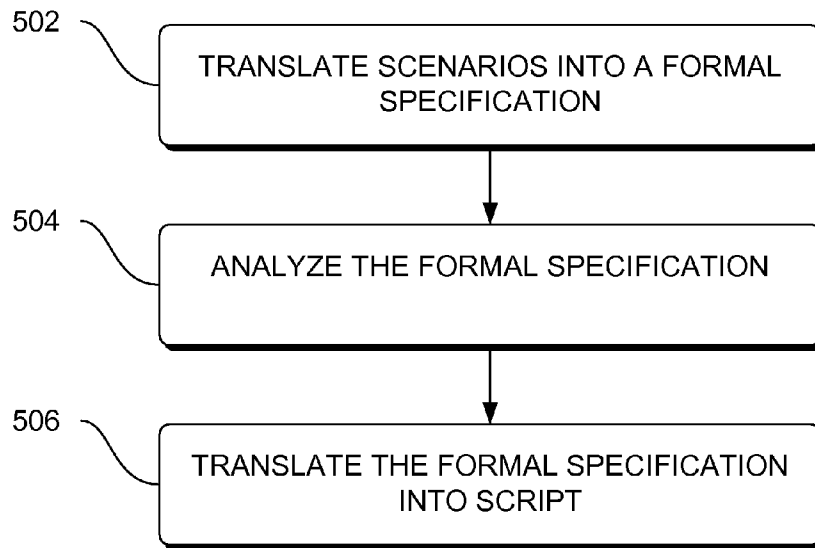 502
TRANSLATE SCENARIOS INTO A FORMAL
SPECIFICATION
504
ANALYZE THE FORMAL SPECIFICATION
506
TRANSLATE THE FORMAL SPECIFICATION
INTO SCRIPT